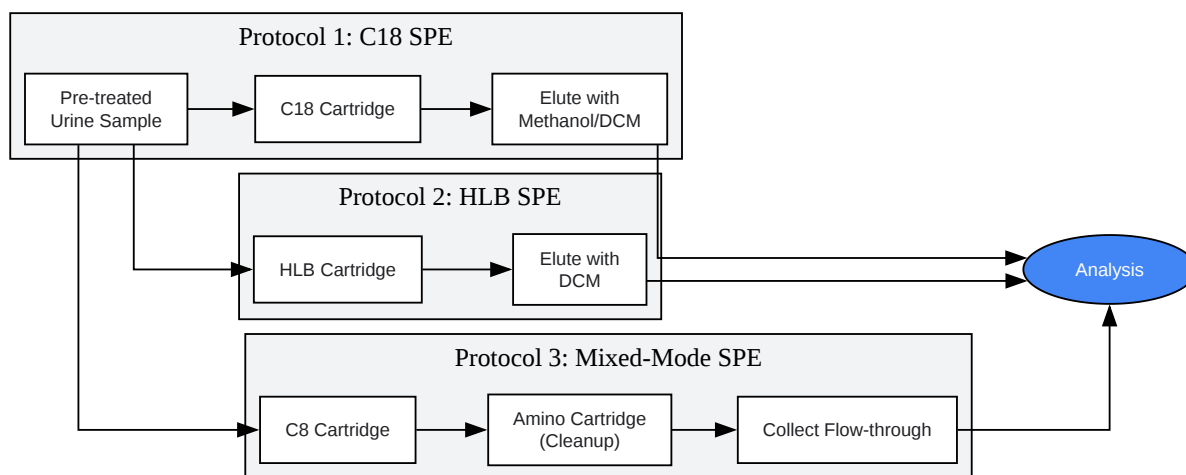 Protocol 1: C18 SPE
Pre-treated
Urine Sample
C18 Cartridge
Elute with
Methanol/DCM
Protocol 2: HLB SPE
HLB Cartridge
Elute with
DCM
Analysis
Protocol 3: Mixed-Mode SPE
C8 Cartridge
Amino Cartridge
(Cleanup)
Collect Flow-through